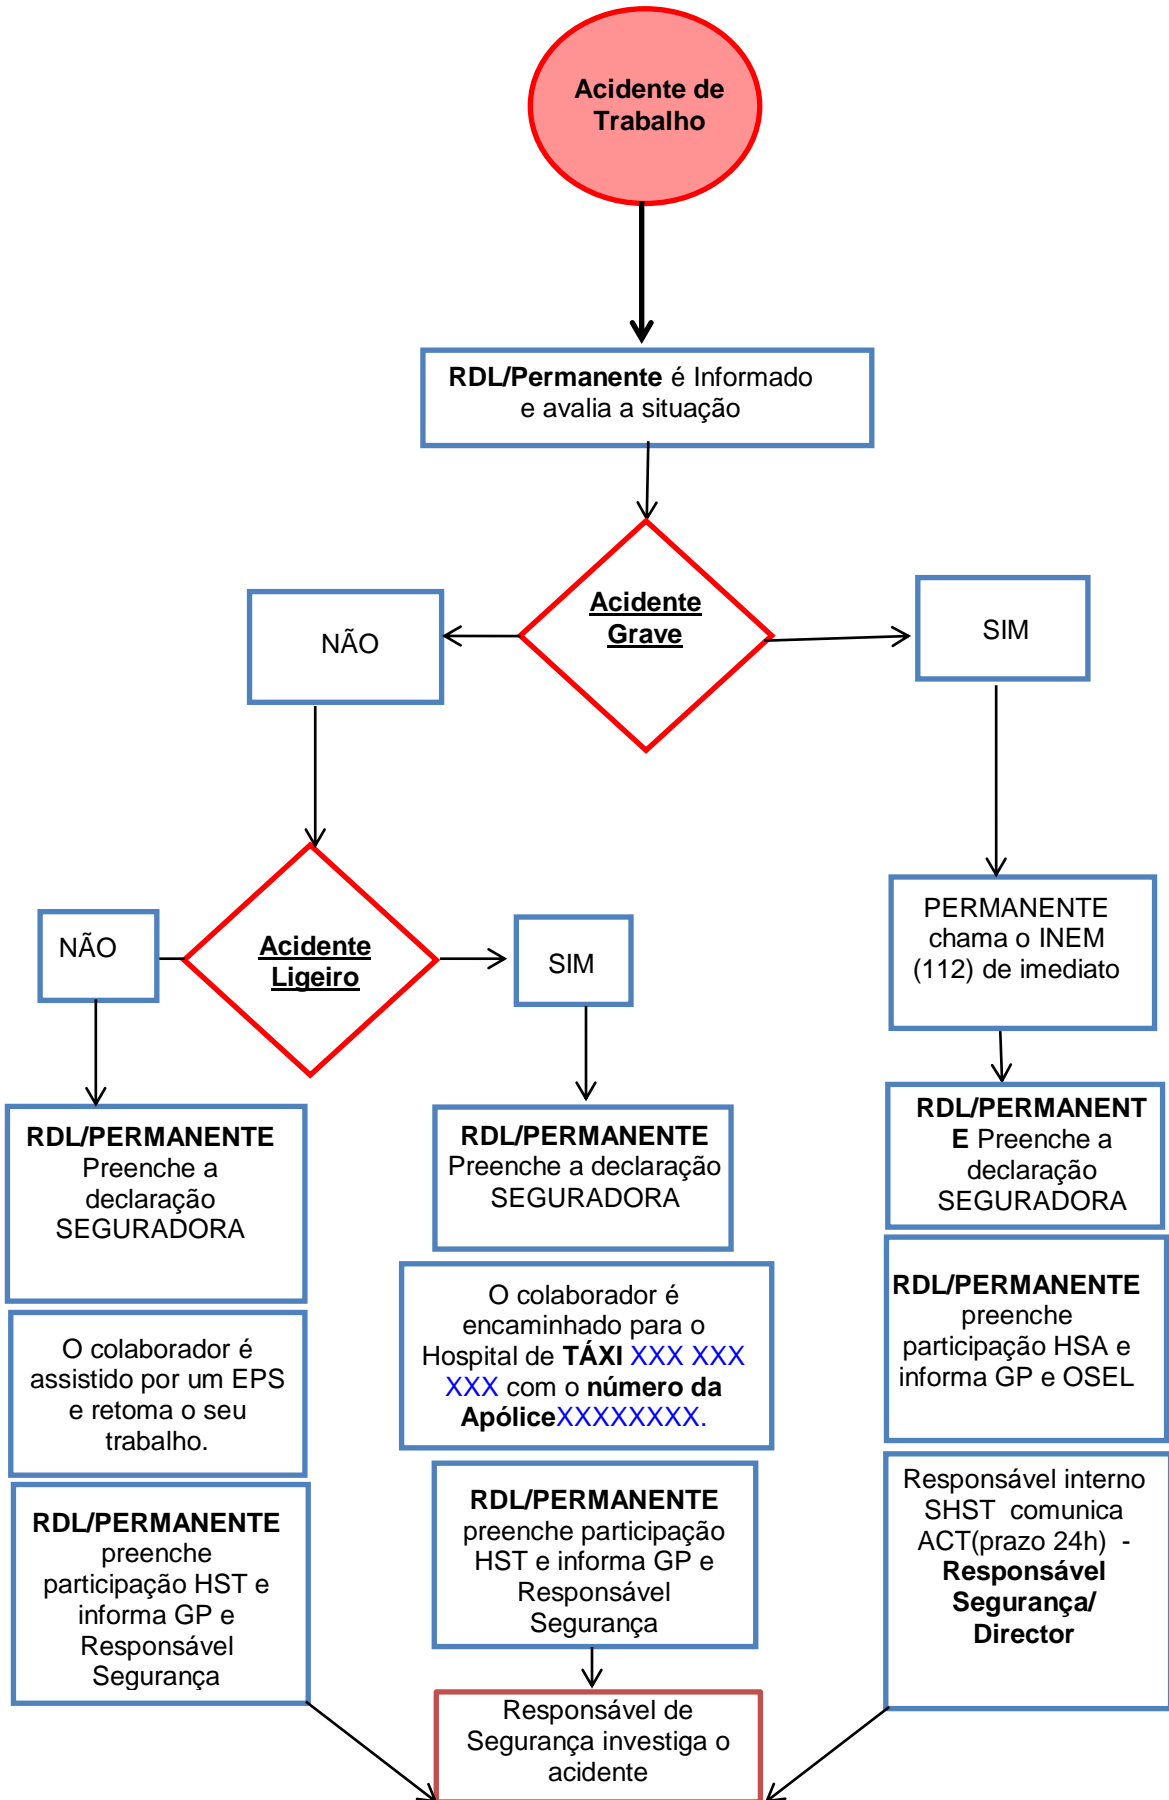 Acidente de
Trabalho
RDL/Permanente é Informado
e avalia a situação
Acidente
Grave
NÃO
SIM
Acidente
Ligeiro
NÃO
SIM
PERMANENTE
chama o INEM
(112) de imediato
RDL/PERMANENTE
Preenche a
declaração
SEGURADORA
O colaborador é
assistido por um EPS
e retoma o seu
trabalho.
RDL/PERMANENTE
preenche
participação HST e
informa GP e
Responsável
Segurança
RDL/PERMANENTE
Preenche a declaração
SEGURADORA
O colaborador é
encaminhado para o
Hospital de TÁXI XXX XXX
XXX com o número da
ApóliceXXXXXXXX.
RDL/PERMANENTE
preenche participação
HST e informa GP e
Responsável
Segurança
RDL/PERMANENT
E Preenche a
declaração
SEGURADORA
RDL/PERMANENTE
preenche
participação HSA e
informa GP e OSEL
Responsável interno
SHST comunica
ACT(prazo 24h) -
Responsável
Segurança/
Director
Responsável de
Segurança investiga o
acidente